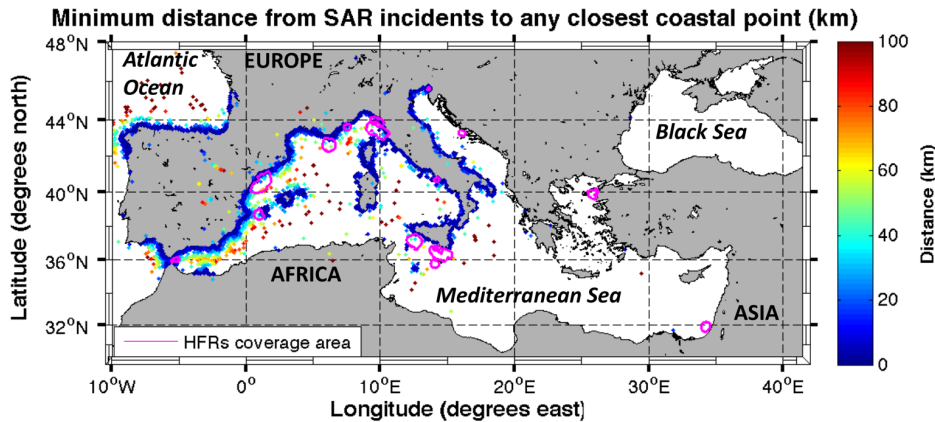 Minimum distance from SAR incidents to any closest coastal point (km)
48°N
44°N
40°N
36°N
32°N
Latitude (degrees north)
Atlantic
Ocean
EUROPE
Black Sea
AFRICA
Mediterranean Sea
ASIA
HFRs coverage area
10°W
0°
10°E
20°E
30°E
40°E
Longitude (degrees east)
100
80
60
40
20
0
Distance (km)